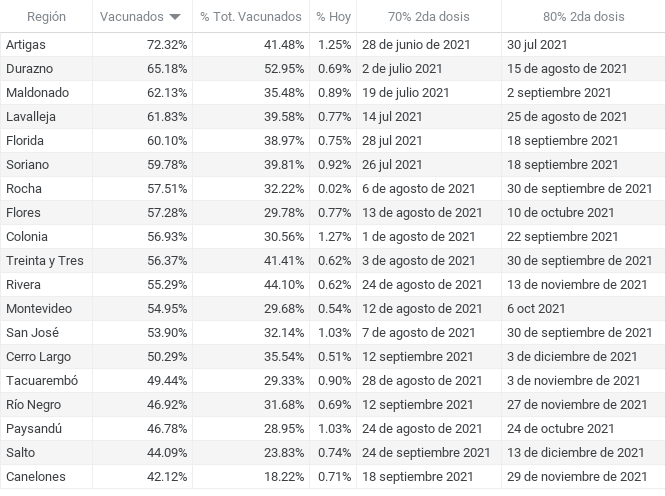 Región Vacunados % Tot. Vacunados % Hoy 70% 2da dosis 80% 2da dosis
Artigas 72.32% 41.48% 1.25% 28 de junio de 2021 30 jul 2021
Durazno 65.18% 52.95% 0.69% 2 de julio 2021 15 de agosto de 2021
Maldonado 62.13% 35.48% 0.89% 19 de julio 2021 2 septiembre 2021
Lavalleja 61.83% 39.58% 0.77% 14 jul 2021 25 de agosto de 2021
Florida 60.10% 38.97% 0.75% 28 jul 2021 18 septiembre 2021
Soriano 59.78% 39.81% 0.92% 26 jul 2021 18 septiembre 2021
Rocha 57.51% 32.22% 0.02% 6 de agosto de 2021 30 de septiembre de 2021
Flores 57.28% 29.78% 0.77% 13 de agosto de 2021 10 de octubre 2021
Colonia 56.93% 30.56% 1.27% 1 de agosto de 2021 22 septiembre 2021
Treinta y Tres 56.37% 41.41% 0.62% 3 de agosto de 2021 30 de septiembre de 2021
Rivera 55.29% 44.10% 0.62% 24 de agosto de 2021 13 de noviembre de 2021
Montevideo 54.95% 29.68% 0.54% 12 de agosto de 2021 6 oct 2021
San José 53.90% 32.14% 1.03% 7 de agosto de 2021 30 de septiembre de 2021
Cerro Largo 50.29% 35.54% 0.51% 12 septiembre 2021 3 de diciembre de 2021
Tacuarembó 49.44% 29.33% 0.90% 28 de agosto de 2021 3 de noviembre de 2021
Río Negro 46.92% 31.68% 0.69% 12 septiembre 2021 27 de noviembre de 2021
Paysandú 46.78% 28.95% 1.03% 24 de agosto de 2021 24 de octubre 2021
Salto 44.09% 23.83% 0.74% 24 de septiembre 2021 13 de diciembre de 2021
Canelones 42.12% 18.22% 0.71% 18 septiembre 2021 29 de noviembre de 2021